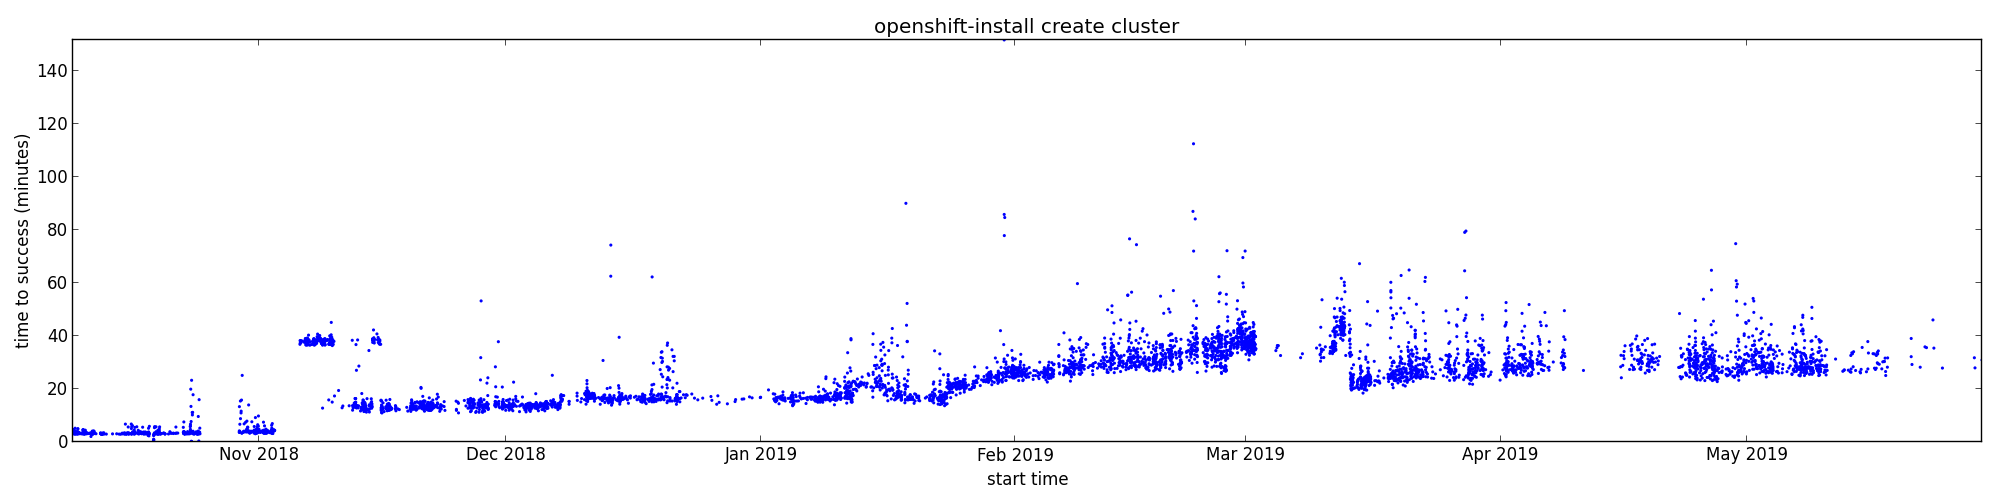 openshift-install create cluster
time to success (minutes)
140
120
100
80
60
40
20
0
Nov 2018
Dec 2018
Jan 2019
Feb 2019
Mar 2019
Apr 2019
May 2019
start time